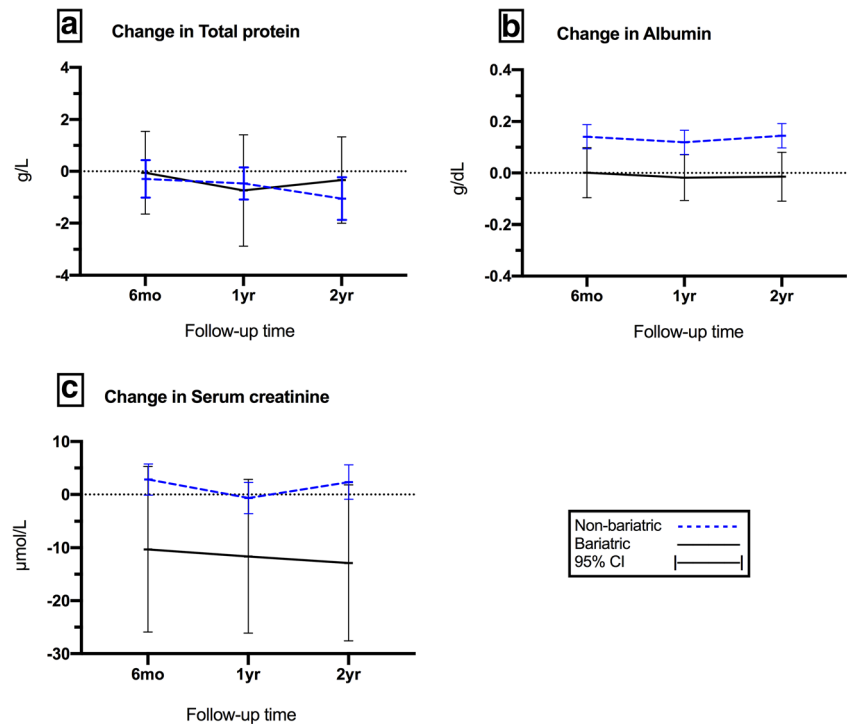 a
Change in Total protein
4
2
0
-2
-4
g/L
6mo 1yr 2yr
Follow-up time
b
Change in Albumin
0.4
0.2
0.0
0.2
-0.4
g/dL
6mo 1yr 2yr
Follow-up time
c
Change in Serum creatinine
10
0
-10
-20
-30
µmol/L
6mo 1yr 2yr
Follow-up time
Non-bariatric
Bariatric
95% CI